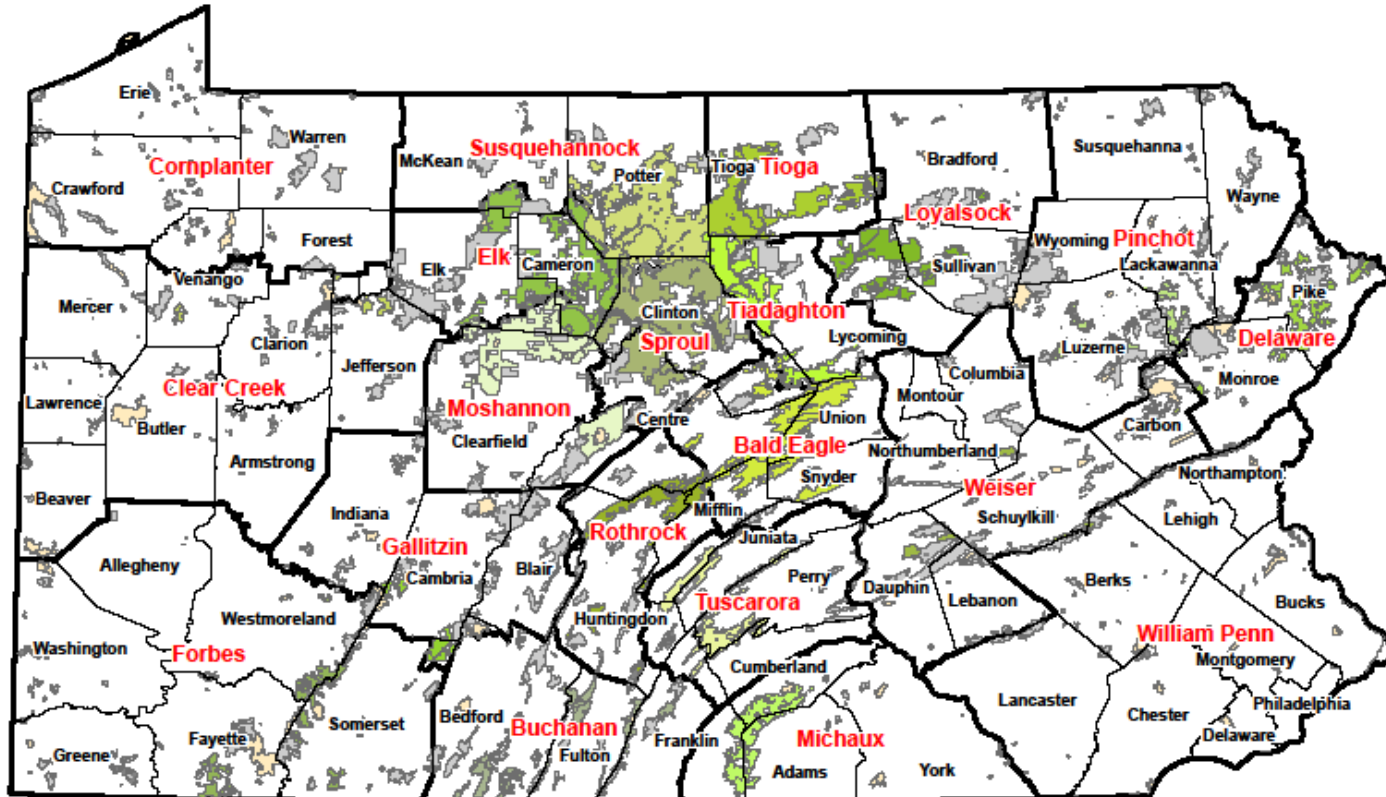 Erie
Warren
McKean
Susquehannock
Potter
Tioga
Tioga
Bradford
Susquehanna
Wayne
Crawford
Cornplanter
Forest
Elk
Elk
Cameron
Loyalsock
Sullivan
Wyoming
Pinchot
Lackawanna
Pike
Venango
Mercer
Clarion
Jefferson
Clinton
Sproul
Tiadaghton
Lycoming
Luzerne
Delaware
Monroe
Lawrence
Clear Creek
Butler
Armstrong
Moshannon
Clearfield
Centre
Union
Bald Eagle
Snyder
Montour
Columbia
Northumberland
Carbon
Northampton
Beaver
Indiana
Gallitzin
Cambria
Blair
Rothrock
Mifflin
Juniata
Weiser
Schuylkill
Lehigh
Allegheny
Westmoreland
Huntingdon
Perry
Tuscarora
Dauphin
Lebanon
Berks
Bucks
Washington
Forbes
Cumberland
William Penn
Montgomery
Philadelphia
Greene
Fayette
Somerset
Bedford
Buchanan
Fulton
Franklin
Michaux
Adams
York
Lancaster
Chester
Delaware